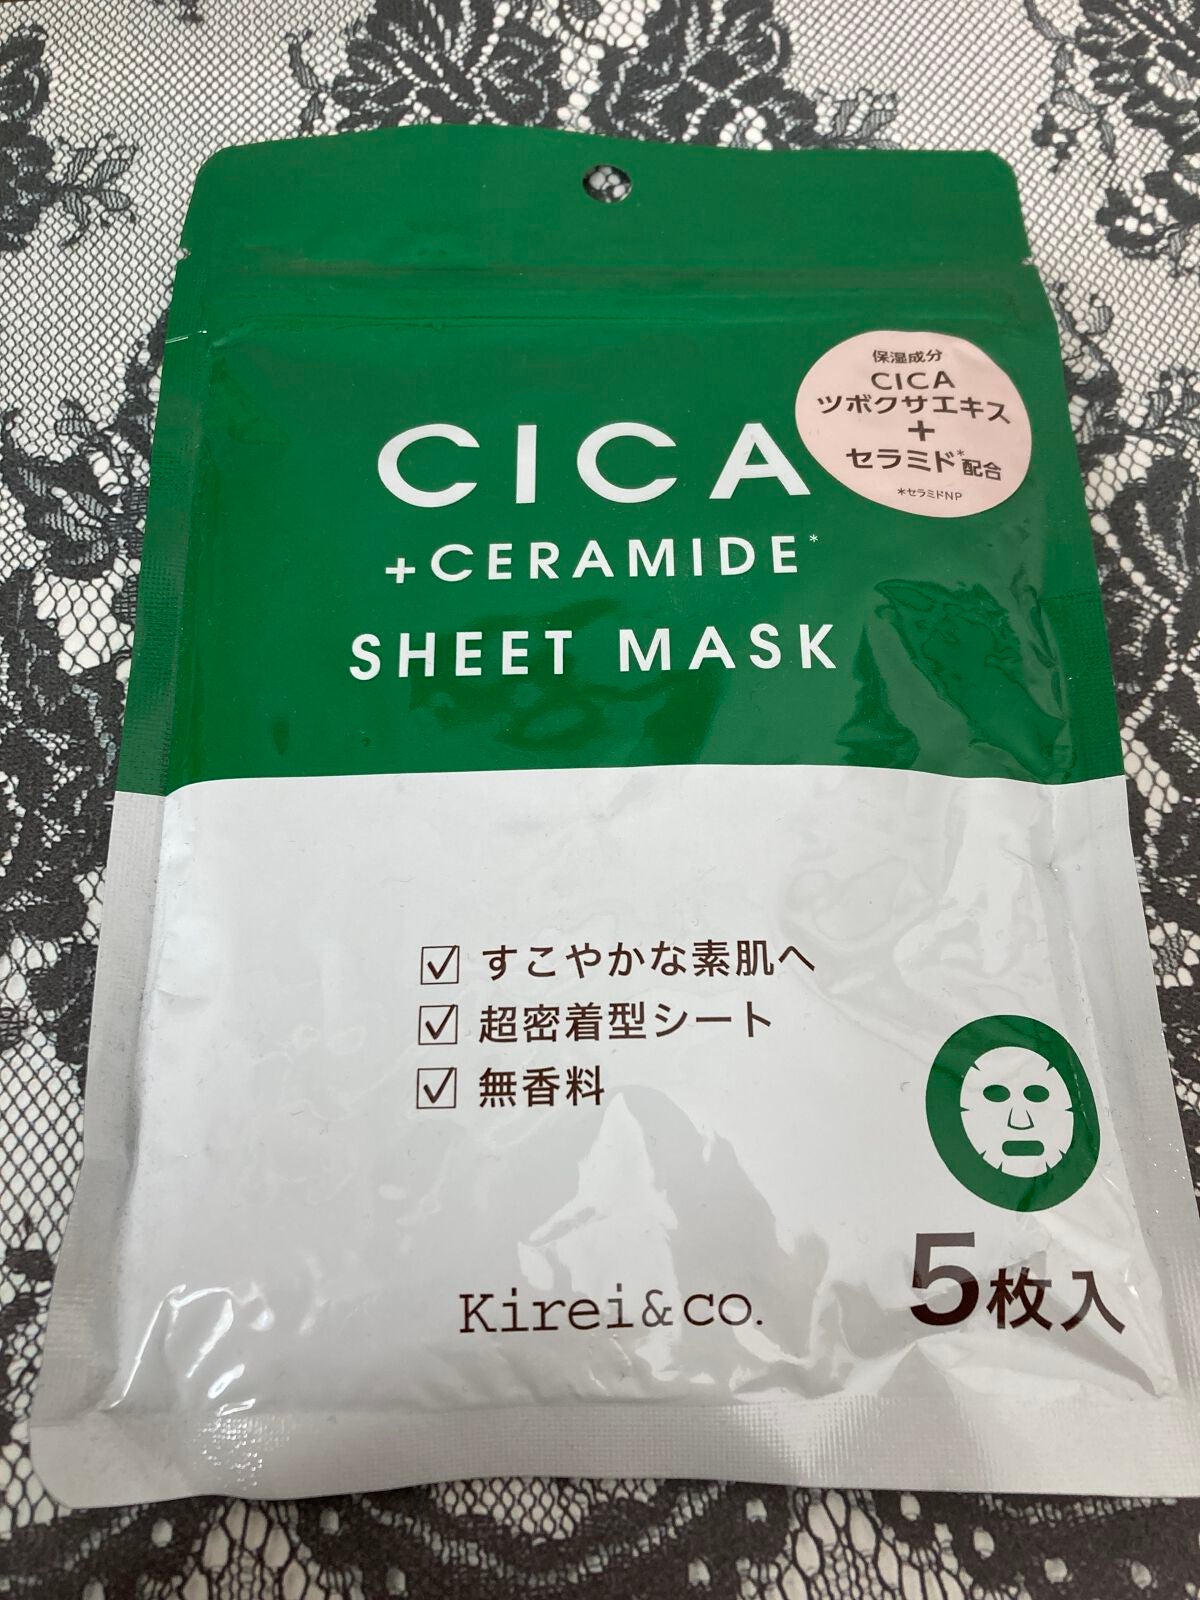 保湿成分
CICA
ツボクサエキス
+
セラミド*配合
*セラミドNP
CICA
+CERAMIDE*
SHEET MASK
☑ すこやかな素肌へ
☑ 超密着型シート
☑ 無香料
5枚入
Kirei&co.